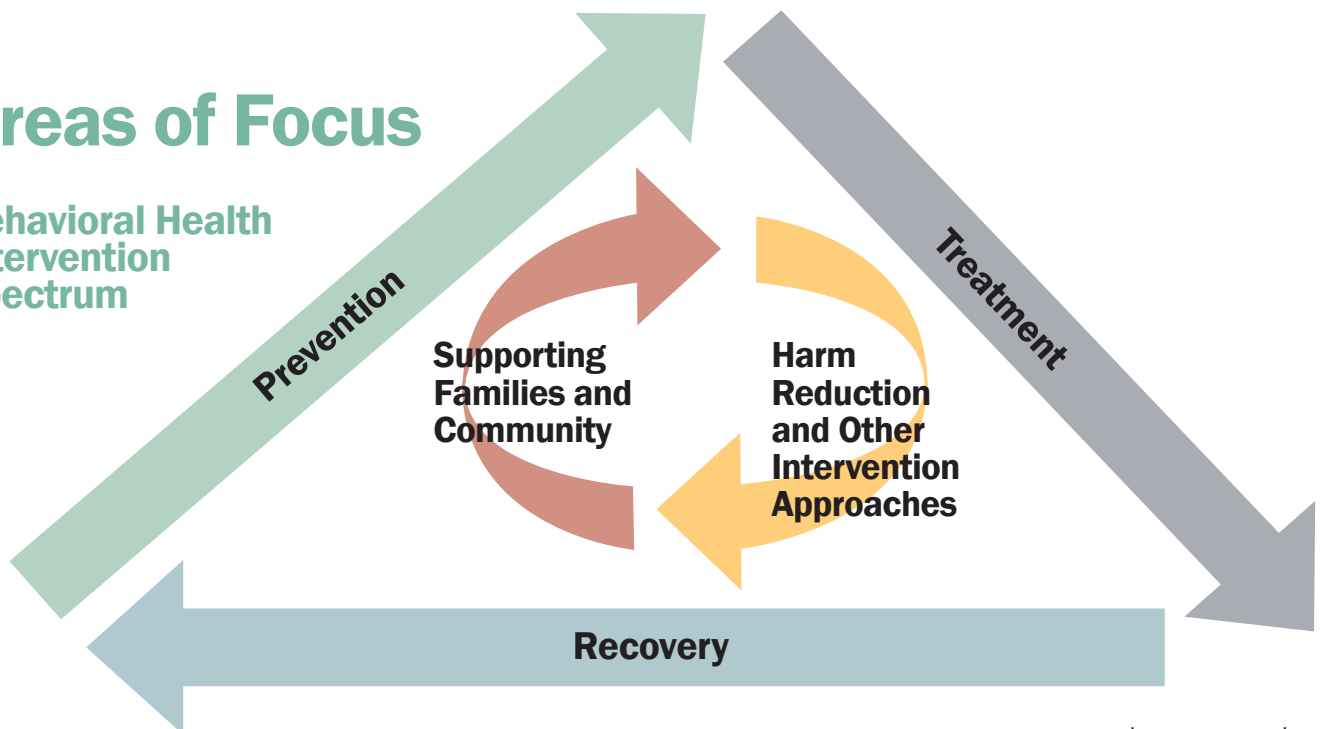 reas of Focus
ehavioral Health
tervention
pectrum
Prevention
Treatment
Supporting
Families and
Community
Harm
Reduction
and Other
Intervention
Approaches
Recovery